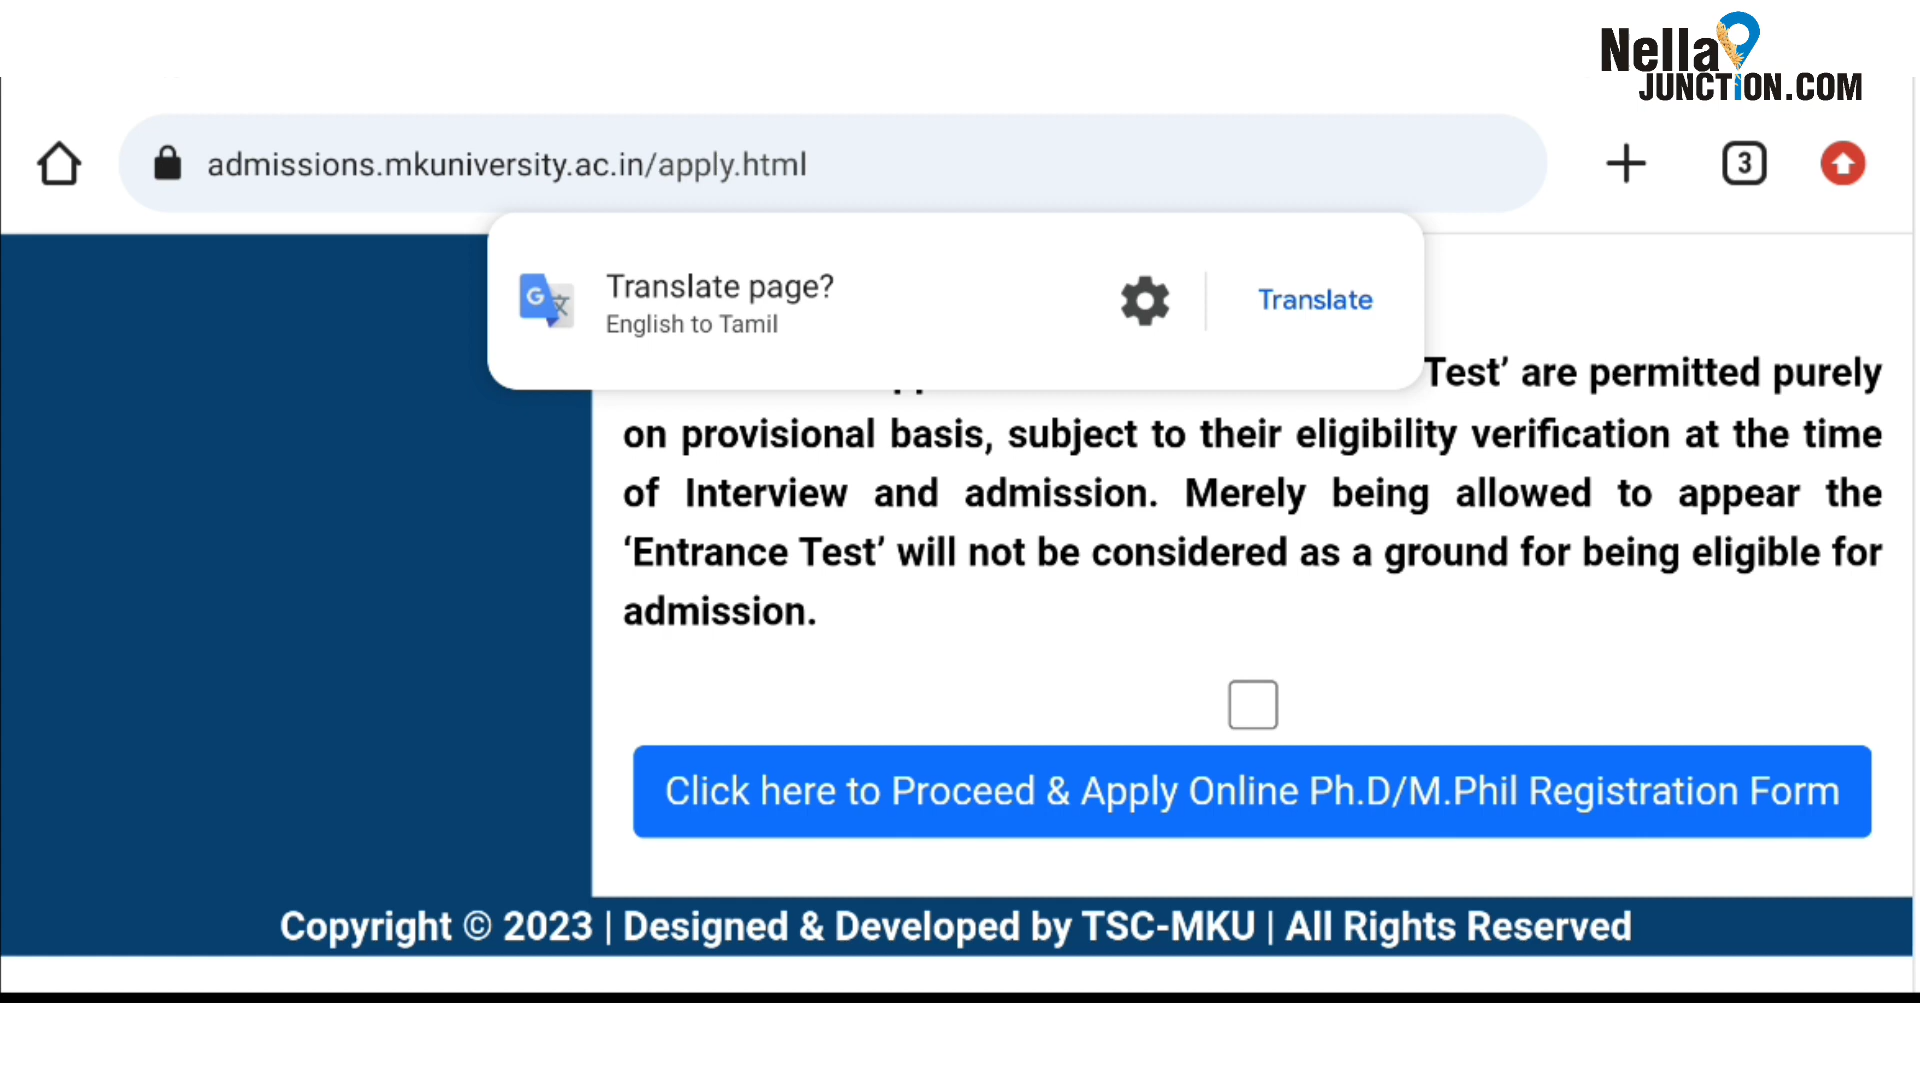 Nella
JUNCTION.COM
admissions.mkuniversity.ac.in/apply.html
3
Translate page?
English to Tamil
Translate
Test’ are permitted purely
on provisional basis, subject to their eligibility verification at the time
of Interview and admission. Merely being allowed to appear the
‘Entrance Test’ will not be considered as a ground for being eligible for
admission.
Click here to Proceed & Apply Online Ph.D/M.Phil Registration Form
Copyright © 2023 | Designed & Developed by TSC-MKU | All Rights Reserved